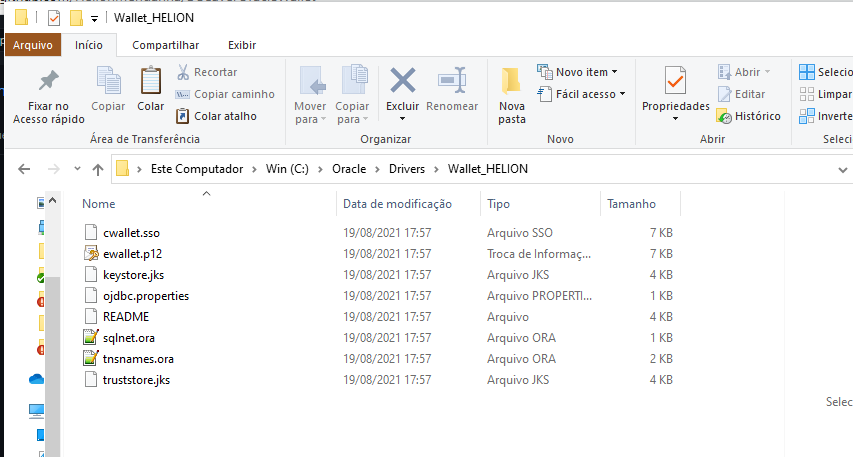 Wallet_HELION
Arquivo Início Compartilhar Exibir
Fixar no Acesso rápido
Copiar
Colar
Recortar
Copiar caminho
Colar atalho
Área de Transferência
Mover para
Copiar para
Excluir
Renomear
Organizar
Nova pasta
Novo item
Fácil acesso
Novo
Propriedades
Abrir
Editar
Histórico
Abrir
Selecio
Limpar
Inverte
Seleci
Este Computador > Win (C:) > Oracle > Drivers > Wallet_HELION
Nome Data de modificação Tipo Tamanho
cwallet.sso 19/08/2021 17:57 Arquivo SSO 7 KB
ewallet.p12 19/08/2021 17:57 Troca de Informaç... 7 KB
keystore.jks 19/08/2021 17:57 Arquivo JKS 4 KB
ojdbc.properties 19/08/2021 17:57 Arquivo PROPERTI... 1 KB
README 19/08/2021 17:57 Arquivo 4 KB
sqlnet.ora 19/08/2021 17:57 Arquivo ORA 1 KB
tnsnames.ora 19/08/2021 17:57 Arquivo ORA 2 KB
truststore.jks 19/08/2021 17:57 Arquivo JKS 4 KB
Selec